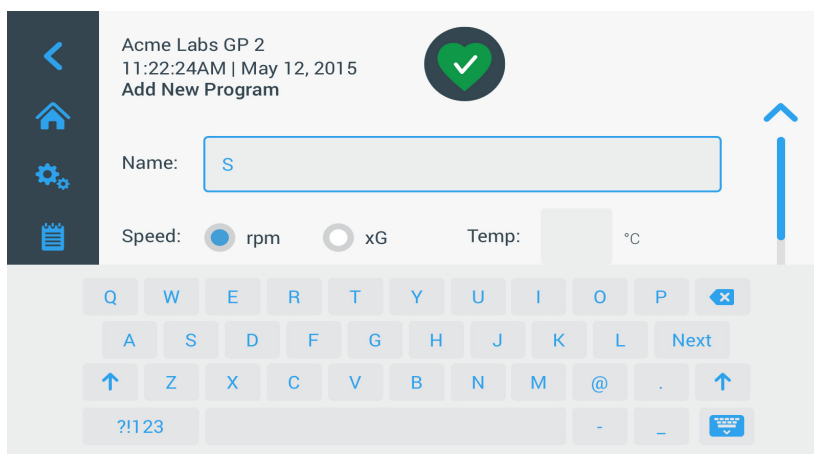 Acme Labs GP 2
11:22:24AM | May 12, 2015
Add New Program
Name: S
Speed: rpm xG Temp: °C
Q W E R T Y U I O P
A S D F G H J K L Next
Z X C V B N M @ .
?!123 - _